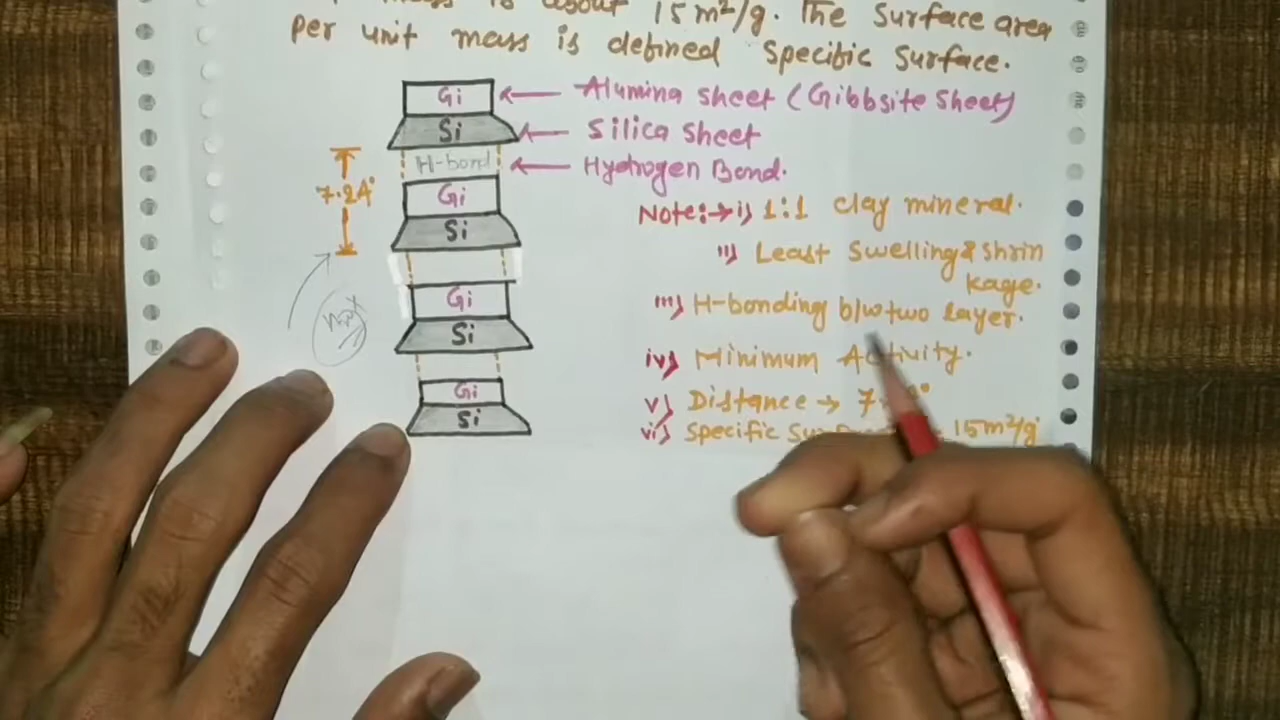 mass is about 15 m²/g. The surface area
per unit mass is defined specific surface.
Gi Alumina sheet (Gibbsite sheet)
Si Silica sheet
H-bond Hydrogen Bond.
7.2A°
Gi
Si
Gi
Si
Gi
Si
Note:→ i) 1:1 clay mineral.
ii) Least swelling & shrin
kage.
iii) H-bonding b/w two layer.
iv) Minimum Activity.
v) Distance →
vi) Specific 15m²/g